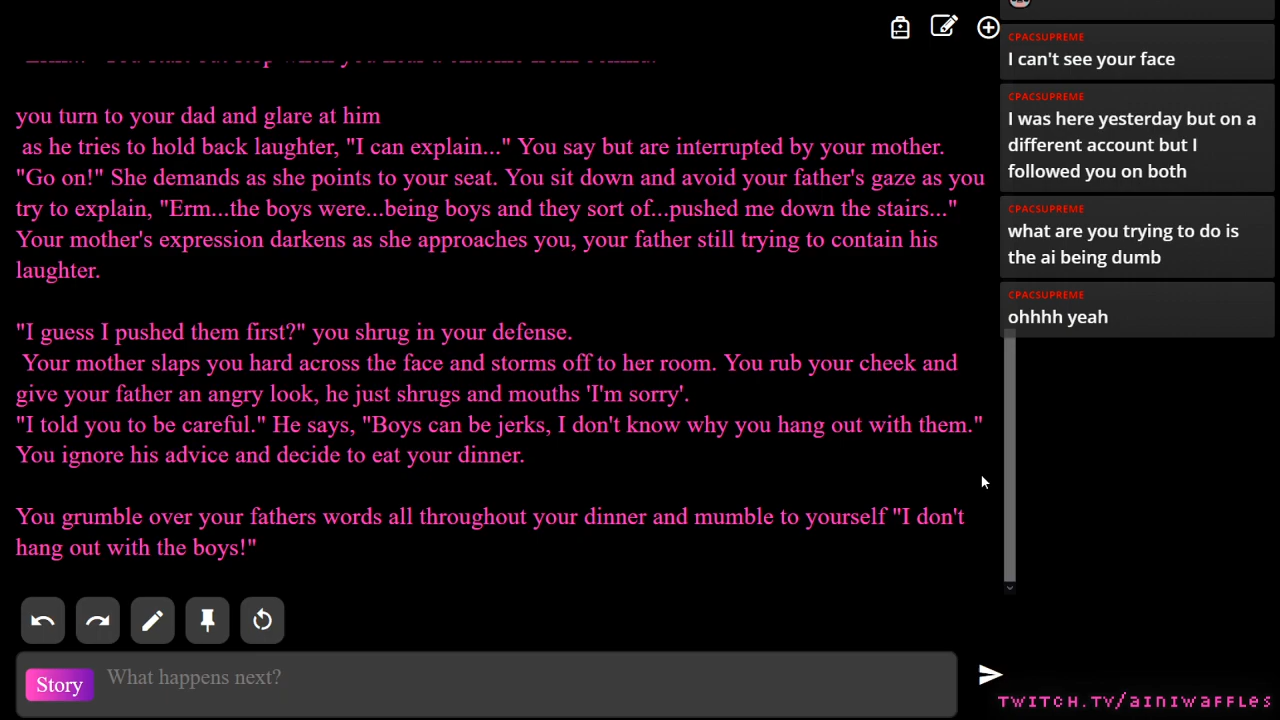 you turn to your dad and glare at him
as he tries to hold back laughter, "I can explain..." You say but are interrupted by your mother.
"Go on!" She demands as she points to your seat. You sit down and avoid your father's gaze as you
try to explain, "Erm...the boys were...being boys and they sort of...pushed me down the stairs..."
Your mother's expression darkens as she approaches you, your father still trying to contain his
laughter.
"I guess I pushed them first?" you shrug in your defense.
Your mother slaps you hard across the face and storms off to her room. You rub your cheek and
give your father an angry look, he just shrugs and mouths 'I'm sorry'.
"I told you to be careful." He says, "Boys can be jerks, I don't know why you hang out with them."
You ignore his advice and decide to eat your dinner.
You grumble over your fathers words all throughout your dinner and mumble to yourself "I don't
hang out with the boys!"
Story
What happens next?
CPACSUPREME
I can't see your face
CPACSUPREME
I was here yesterday but on a
different account but I
followed you on both
CPACSUPREME
what are you trying to do is
the ai being dumb
CPACSUPREME
ohhhh yeah
TWITCH.TV/AINIWAFFLES